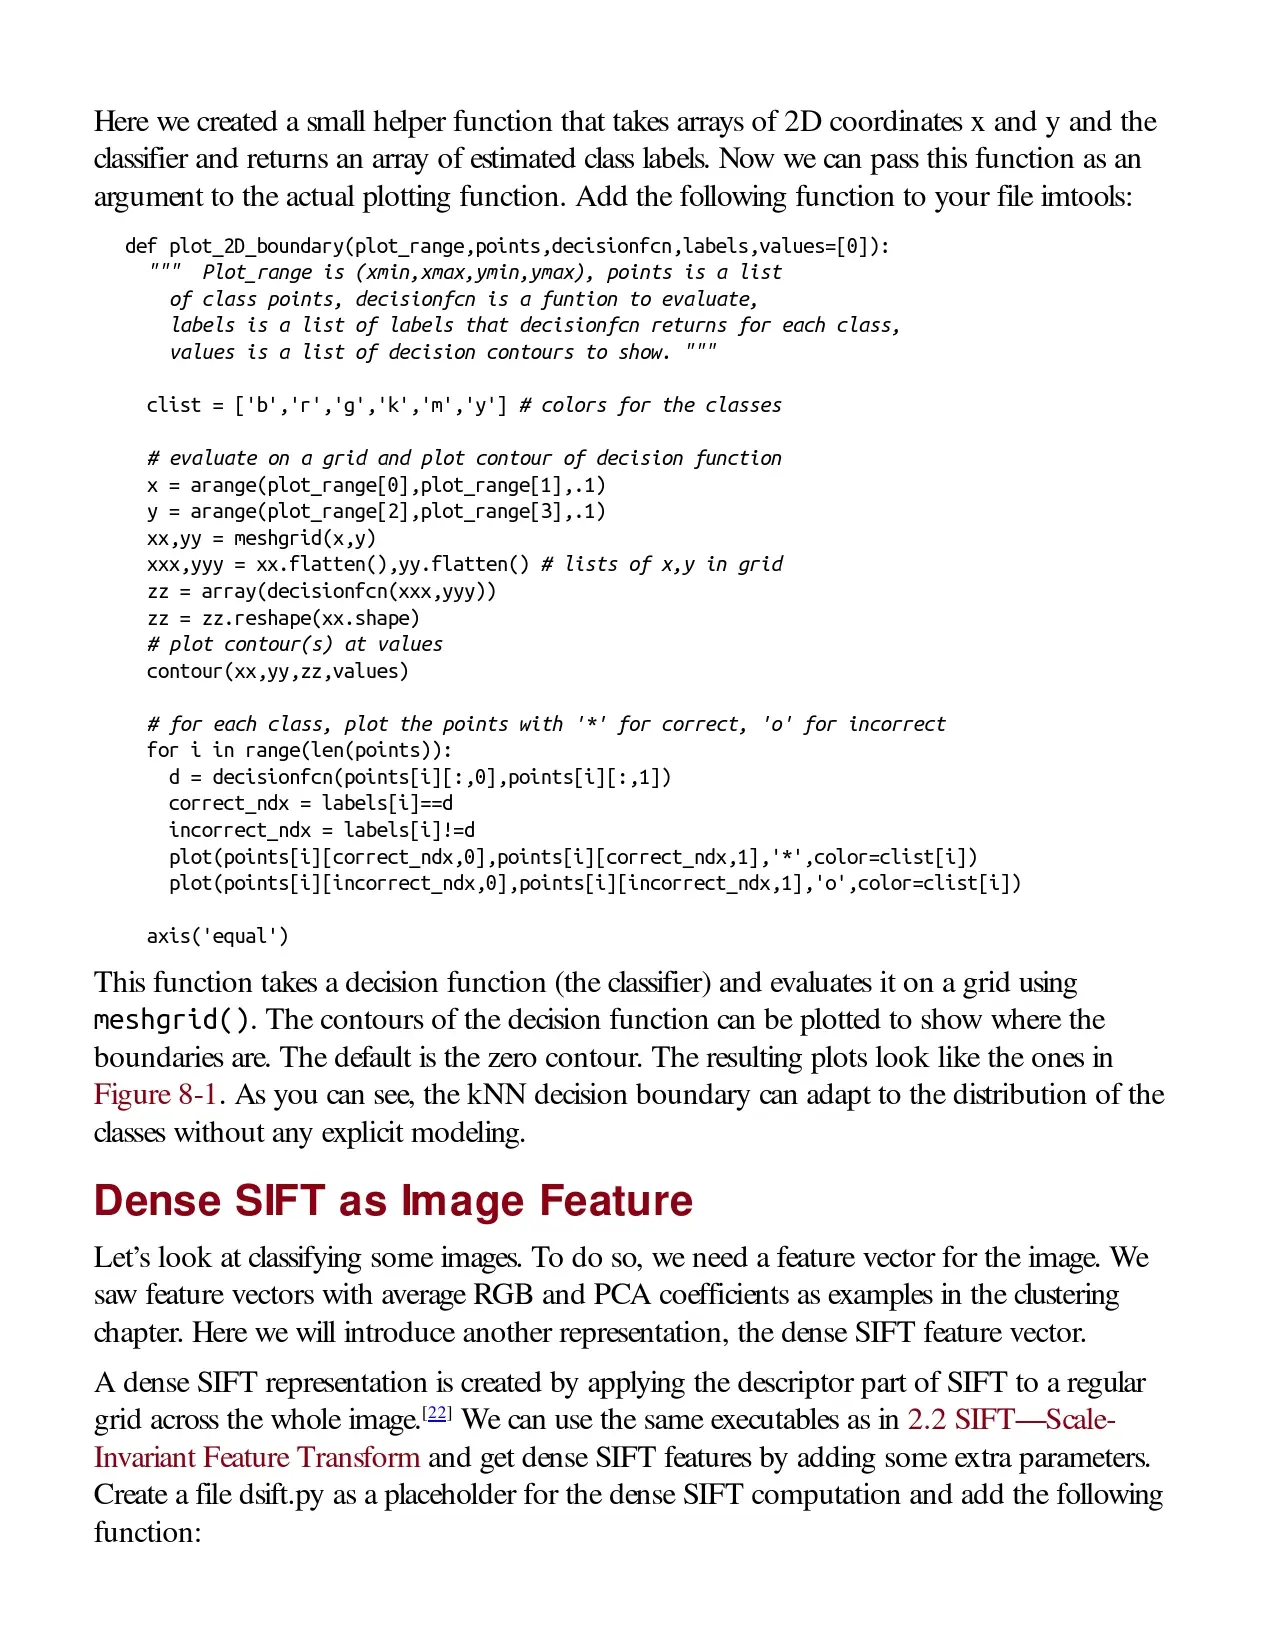 Here we created a small helper function that takes arrays of 2D coordinates x and y and the
classifier and returns an array of estimated class labels. Now we can pass this function as an
argument to the actual plotting function. Add the following function to your file imtools:
def plot_2D_boundary(plot_range,points,decisionfcn,labels,values=[0]):
  """  Plot_range is (xmin,xmax,ymin,ymax), points is a list
    of class points, decisionfcn is a funtion to evaluate,
    labels is a list of labels that decisionfcn returns for each class,
    values is a list of decision contours to show. """

  clist = ['b','r','g','k','m','y'] # colors for the classes

  # evaluate on a grid and plot contour of decision function
  x = arange(plot_range[0],plot_range[1],.1)
  y = arange(plot_range[2],plot_range[3],.1)
  xx,yy = meshgrid(x,y)
  xxx,yyy = xx.flatten(),yy.flatten() # lists of x,y in grid
  zz = array(decisionfcn(xxx,yyy))
  zz = zz.reshape(xx.shape)
  # plot contour(s) at values
  contour(xx,yy,zz,values)

  # for each class, plot the points with '*' for correct, 'o' for incorrect
  for i in range(len(points)):
    d = decisionfcn(points[i][:,0],points[i][:,1])
    correct_ndx = labels[i]==d
    incorrect_ndx = labels[i]!=d
    plot(points[i][correct_ndx,0],points[i][correct_ndx,1],'*',color=clist[i])
    plot(points[i][incorrect_ndx,0],points[i][incorrect_ndx,1],'o',color=clist[i])

  axis('equal')
This function takes a decision function (the classifier) and evaluates it on a grid using
meshgrid(). The contours of the decision function can be plotted to show where the
boundaries are. The default is the zero contour. The resulting plots look like the ones in
Figure 8-1. As you can see, the kNN decision boundary can adapt to the distribution of the
classes without any explicit modeling.
Dense SIFT as Image Feature
Let’s look at classifying some images. To do so, we need a feature vector for the image. We
saw feature vectors with average RGB and PCA coefficients as examples in the clustering
chapter. Here we will introduce another representation, the dense SIFT feature vector.
A dense SIFT representation is created by applying the descriptor part of SIFT to a regular
grid across the whole image.[22] We can use the same executables as in 2.2 SIFT—Scale-
Invariant Feature Transform and get dense SIFT features by adding some extra parameters.
Create a file dsift.py as a placeholder for the dense SIFT computation and add the following
function: